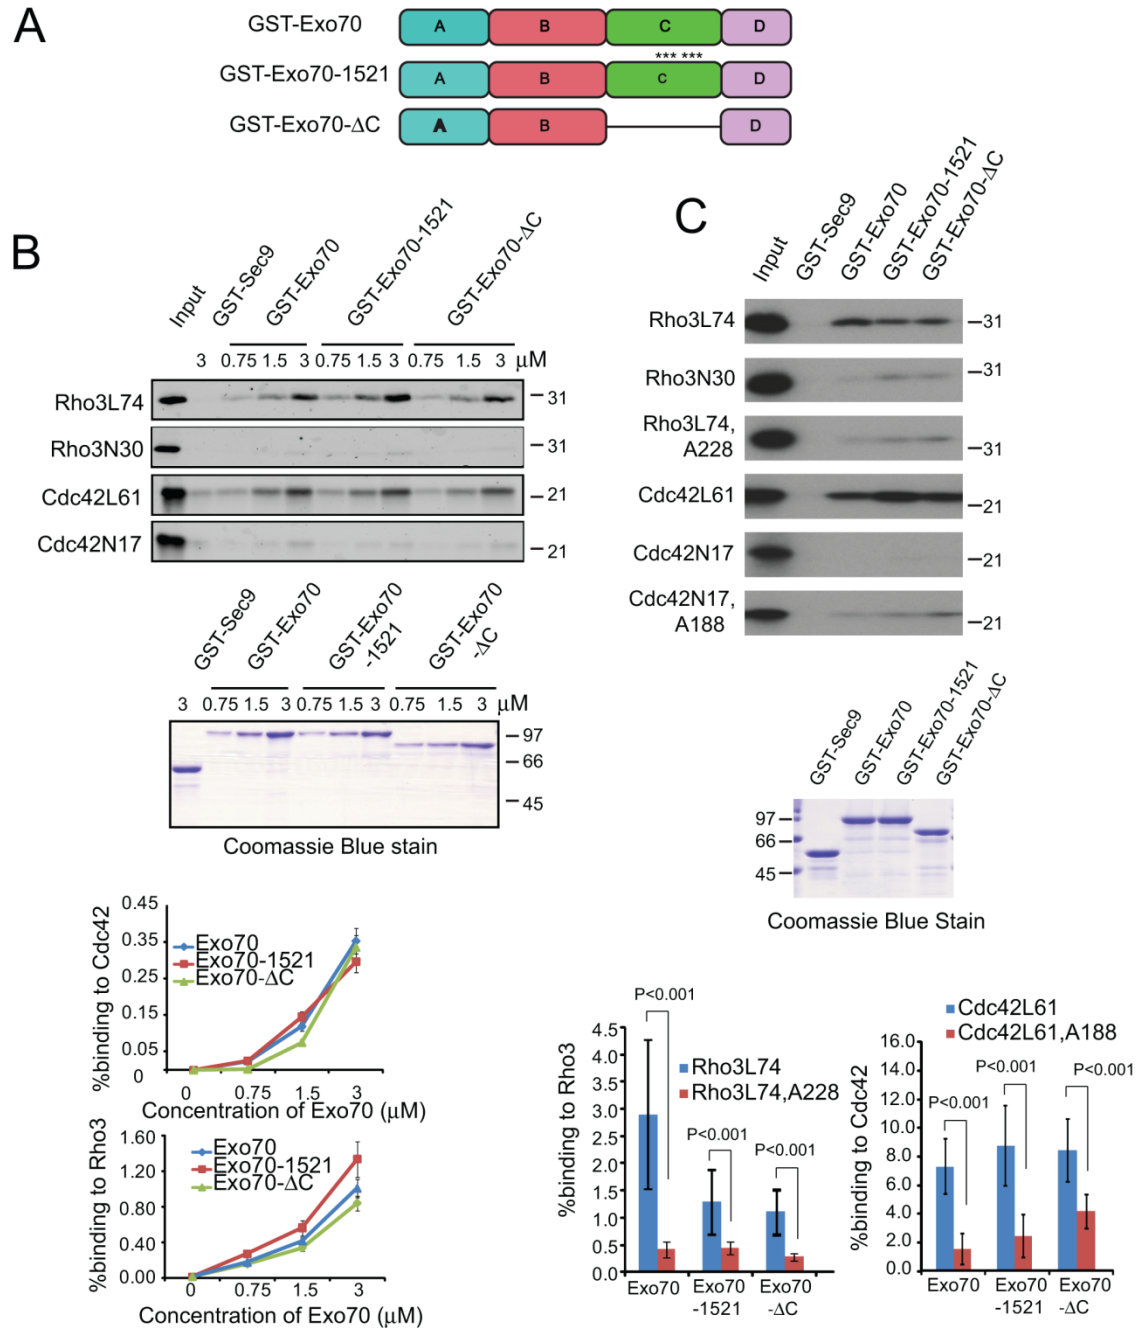 A
GST-Exo70
A B C D
*** ***
GST-Exo70-1521
A B C D
GST-Exo70-ΔC
A B D
B
Input
GST-Sec9
GST-Exo70
GST-Exo70-1521
GST-Exo70-ΔC
3 0.75 1.5 3 0.75 1.5 3 0.75 1.5 3 μM
Rho3L74 31
Rho3N30 31
Cdc42L61 21
Cdc42N17 21
GST-Sec9
GST-Exo70
GST-Exo70
-1521
GST-Exo70
-ΔC
3 0.75 1.5 3 0.75 1.5 3 0.75 1.5 3 μM
97
66
45
Coomassie Blue stain
%binding to Cdc42
0.45
0.35
0.25
0.15
0.05
0
Exo70
Exo70-1521
Exo70-ΔC
0 0.75 1.5 3
Concentration of Exo70 (μM)
%binding to Rho3
1.60
1.20
0.80
0.40
0.00
Exo70
Exo70-1521
Exo70-ΔC
0 0.75 1.5 3
Concentration of Exo70 (μM)
C
Input
GST-Sec9
GST-Exo70
GST-Exo70-1521
GST-Exo70-ΔC
Rho3L74 31
Rho3N30 31
Rho3L74,
A228 31
Cdc42L61 21
Cdc42N17 21
Cdc42N17,
A188 21
GST-Sec9
GST-Exo70
GST-Exo70-1521
GST-Exo70-ΔC
97
66
45
Coomassie Blue Stain
%binding to Rho3
4.5
4.0
3.5
3.0
2.5
2.0
1.5
1.0
0.5
0.0
P<0.001
Rho3L74
Rho3L74,A228
P<0.001
P<0.001
Exo70
Exo70
-1521
Exo70
-ΔC
%binding to Cdc42
16.0
14.0
12.0
10.0
8.0
6.0
4.0
2.0
0.0
Cdc42L61
Cdc42L61,A188
P<0.001
P<0.001
P<0.001
Exo70
Exo70
-1521
Exo70
-ΔC